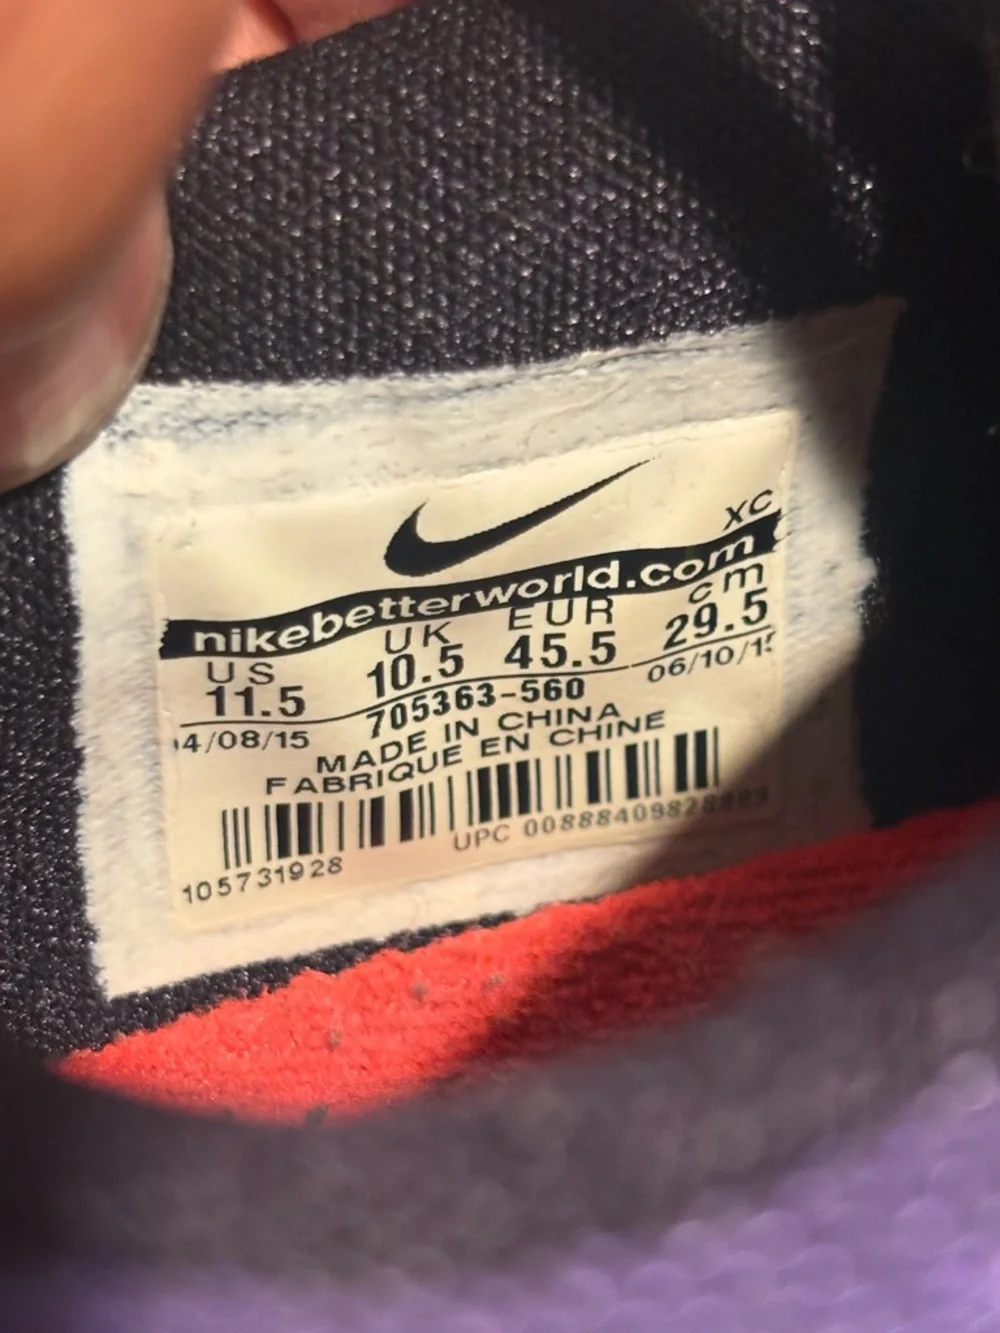 XC
nikebetterworld.com
US UK EUR cm
11.5 10.5 45.5 29.5
705363-560
4/08/15 06/10/1
MADE IN CHINA
FABRIQUE EN CHINE
105731928
UPC